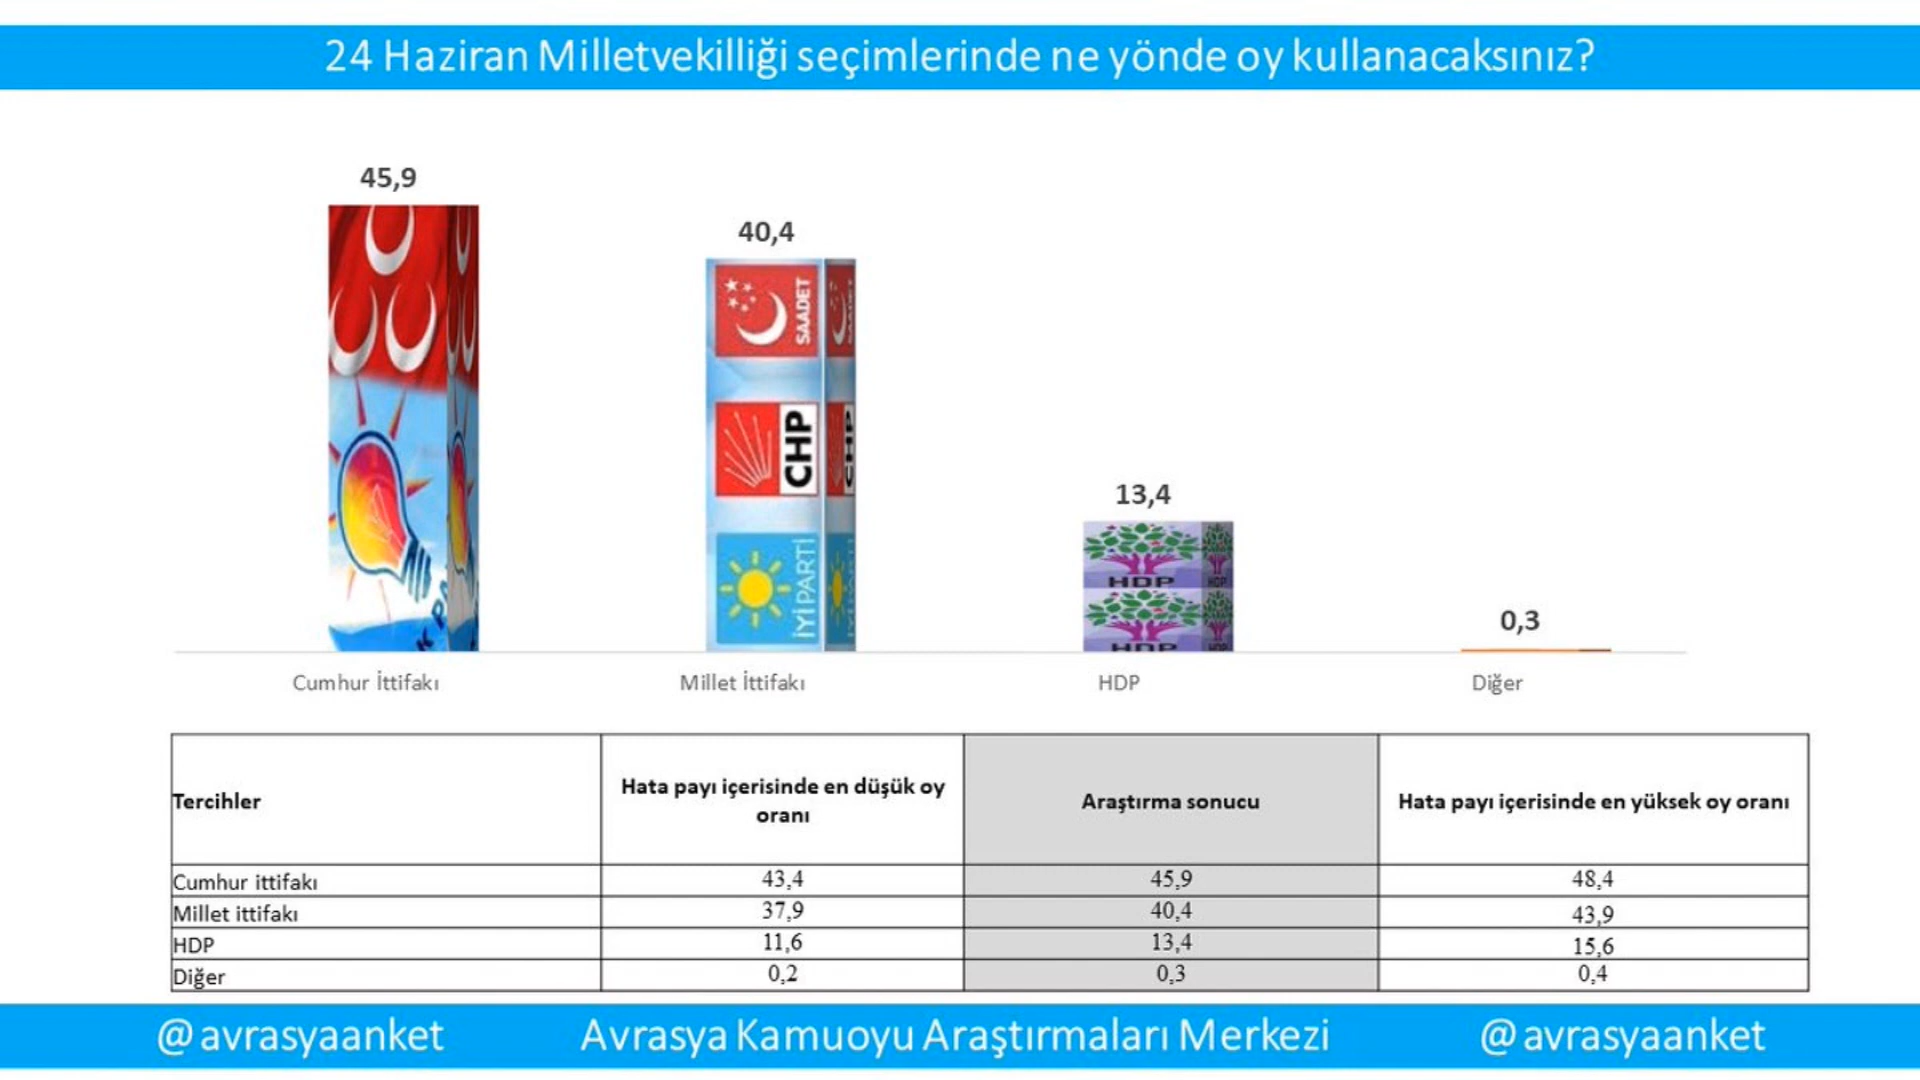 24 Haziran Milletvekilliği seçimlerinde ne yönde oy kullanacaksınız?
45,9
40,4
13,4
0,3
SAADET
CHP
CHP
İYİ PARTİ
HDP
HDP
HDP
Cumhur İttifakı
Millet İttifakı
HDP
Diğer
Tercihler
Hata payı içerisinde en düşük oy
oranı
Araştırma sonucu
Hata payı içerisinde en yüksek oy oranı
Cumhur ittifakı 43,4 45,9 48,4
Millet ittifakı 37,9 40,4 43,9
HDP 11,6 13,4 15,6
Diğer 0,2 0,3 0,4
@avrasyaanket Avrasya Kamuoyu Araştırmaları Merkezi @avrasyaanket